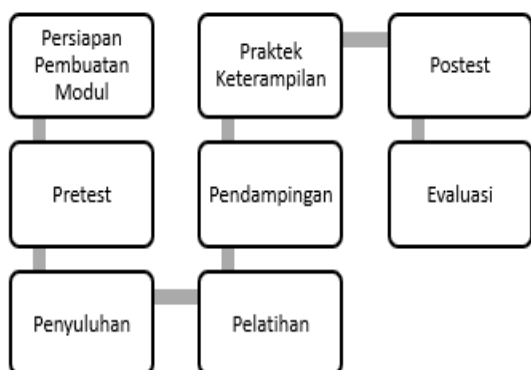 Persiapan
Pembuatan
Modul
Pretest
Penyuluhan
Pelatihan
Pendampingan
Praktek
Keterampilan
Postest
Evaluasi